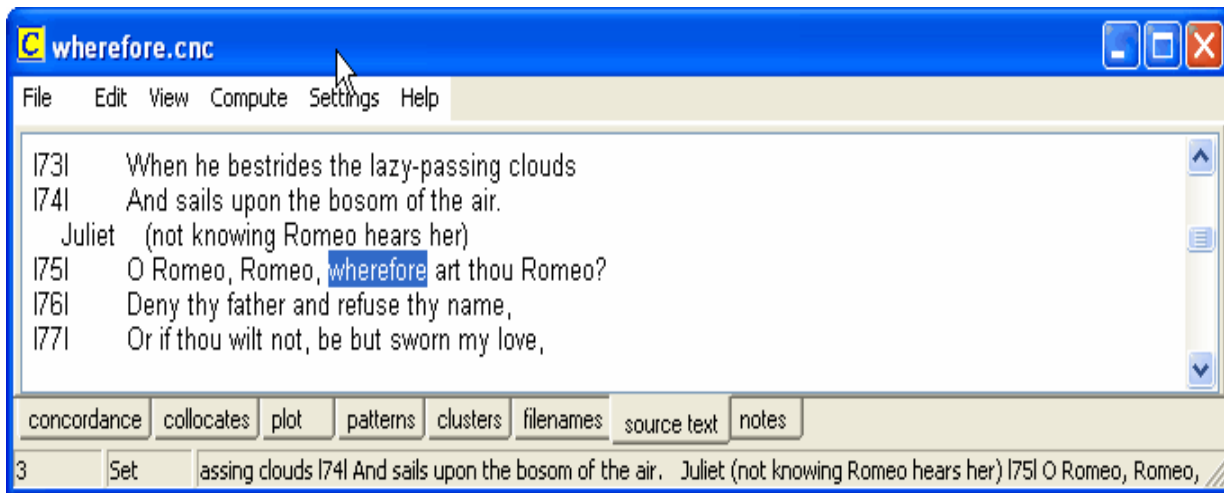 C wherefore.cnc
File Edit View Compute Settings Help
|73| When he bestrides the lazy-passing clouds
|74| And sails upon the bosom of the air.
Juliet (not knowing Romeo hears her)
|75| O Romeo, Romeo, wherefore art thou Romeo?
|76| Deny thy father and refuse thy name,
|77| Or if thou wilt not, be but sworn my love,
concordance collocates plot patterns clusters filenames source text notes
3 Set assing clouds |74| And sails upon the bosom of the air. Juliet (not knowing Romeo hears her) |75| O Romeo, Romeo,